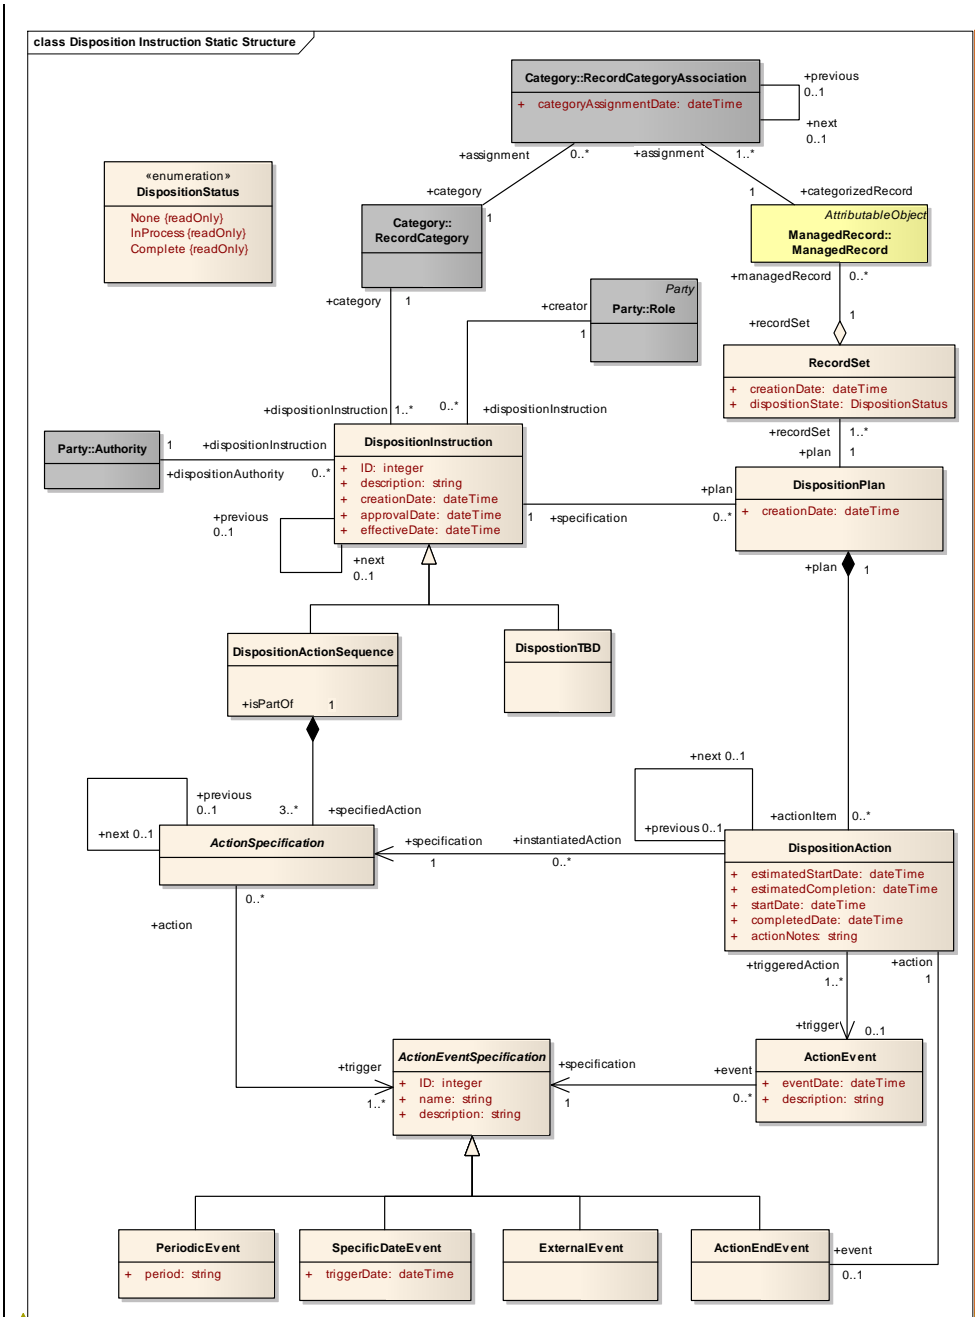 class Disposition Instruction Static Structure
Category::RecordCategoryAssociation
+ categoryAssignmentDate: dateTime
+previous
0..1
+next
0..1
+assignment 0..*
+assignment 1..*
«enumeration»
DispositionStatus
None {readOnly}
InProcess {readOnly}
Complete {readOnly}
+category
1
1 +categorizedRecord
Category::
RecordCategory
AttributableObject
ManagedRecord::
ManagedRecord
+managedRecord 0..*
+category 1
+creator
1
Party
Party::Role
+recordSet 1
RecordSet
+ creationDate: dateTime
+ dispositionState: DispositionStatus
+dispositionInstruction 1..*
0..* +dispositionInstruction
+recordSet 1..*
+plan 1
Party::Authority
1 +dispositionInstruction
+dispositionAuthority 0..*
DispositionInstruction
+ ID: integer
+ description: string
+ creationDate: dateTime
+ approvalDate: dateTime
+ effectiveDate: dateTime
+plan
1 +specification 0..*
DispositionPlan
+ creationDate: dateTime
+previous
0..1
+next
0..1
+plan 1
DispositionActionSequence
+isPartOf 1
DispostionTBD
+previous
0..1
+next 0..1
3..* +specifiedAction
+next 0..1
+previous 0..1
+actionItem 0..*
ActionSpecification
+specification
1
+instantiatedAction
0..*
DispositionAction
+ estimatedStartDate: dateTime
+ estimatedCompletion: dateTime
+ startDate: dateTime
+ completedDate: dateTime
+ actionNotes: string
0..*
+action
+triggeredAction
1..*
+action
1
+trigger
0..1
+trigger
1..*
ActionEventSpecification
+ ID: integer
+ name: string
+ description: string
+specification
1
+event
0..*
ActionEvent
+ eventDate: dateTime
+ description: string
PeriodicEvent
+ period: string
SpecificDateEvent
+ triggerDate: dateTime
ExternalEvent
ActionEndEvent
+event
0..1